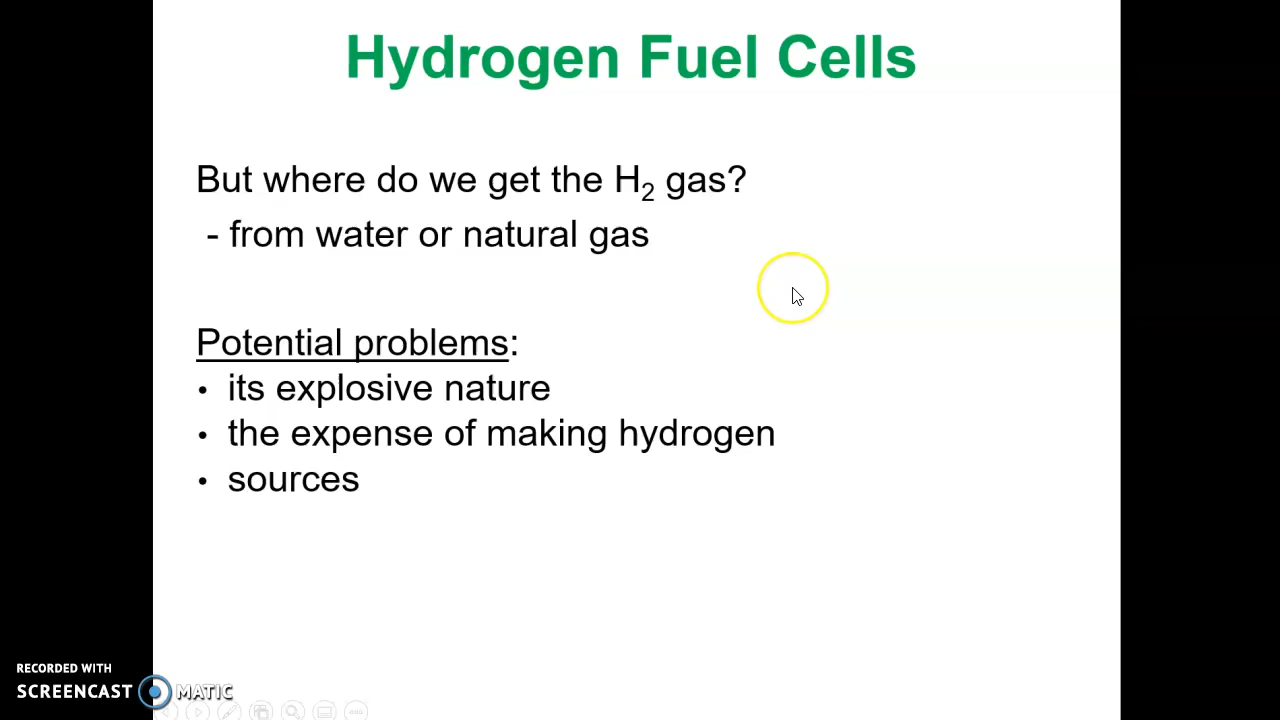 Hydrogen Fuel Cells
But where do we get the H₂ gas?
- from water or natural gas
Potential problems:
• its explosive nature
• the expense of making hydrogen
• sources
RECORDED WITH
SCREENCAST MATIC